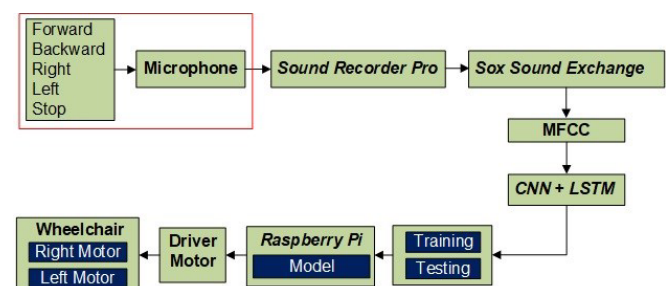 Forward
Backward
Right
Left
Stop
Microphone
Sound Recorder Pro
Sox Sound Exchange
MFCC
CNN + LSTM
Wheelchair
Right Motor
Left Motor
Driver
Motor
Raspberry Pi
Model
Training
Testing